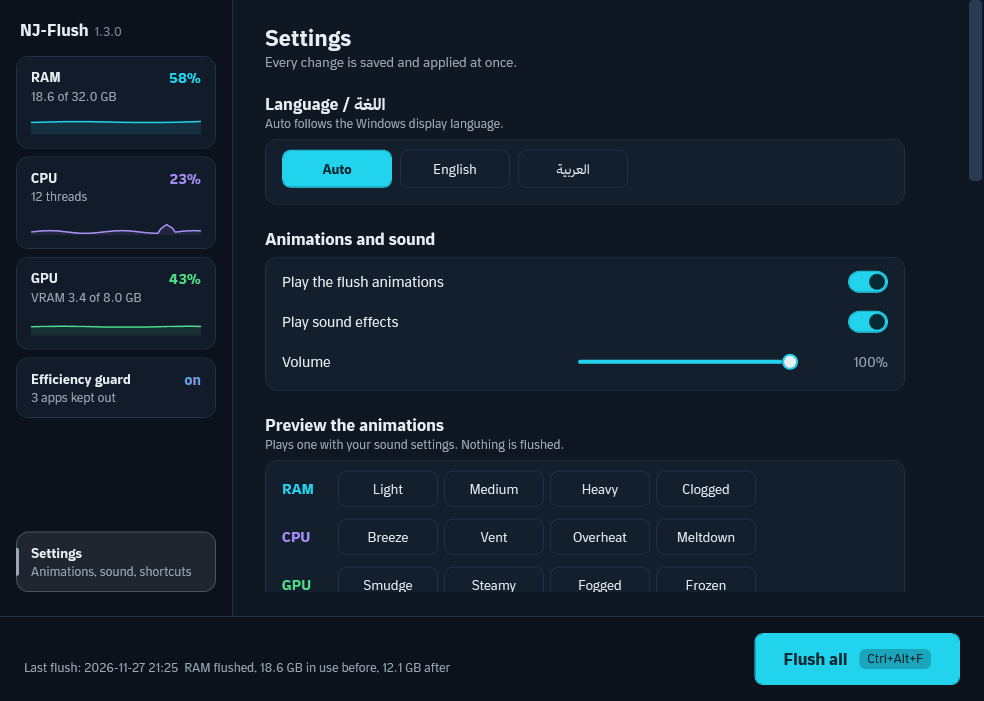 NJ-Flush 1.3.0
RAM 58%
18.6 of 32.0 GB
CPU 23%
12 threads
GPU 43%
VRAM 3.4 of 8.0 GB
Efficiency guard on
3 apps kept out
Settings
Animations, sound, shortcuts
Settings
Every change is saved and applied at once.
Language / اللغة
Auto follows the Windows display language.
Auto English العربية
Animations and sound
Play the flush animations
Play sound effects
Volume 100%
Preview the animations
Plays one with your sound settings. Nothing is flushed.
RAM Light Medium Heavy Clogged
CPU Breeze Vent Overheat Meltdown
GPU Smudge Steamy Fogged Frozen
Last flush: 2026-11-27 21:25 RAM flushed, 18.6 GB in use before, 12.1 GB after
Flush all Ctrl+Alt+F